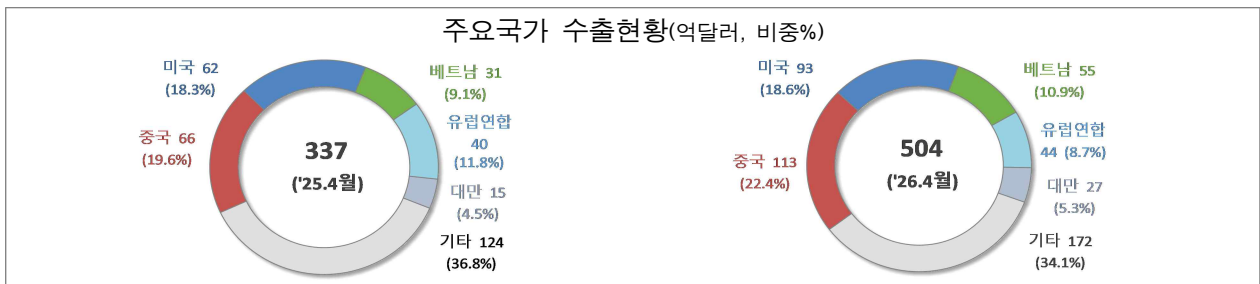 주요국가 수출현황(억달러, 비중%)
미국 62
(18.3%)
베트남 31
(9.1%)
중국 66
(19.6%)
유럽연합
40
(11.8%)
337
('25.4월)
대만 15
(4.5%)
기타 124
(36.8%)
미국 93
(18.6%)
베트남 55
(10.9%)
중국 113
(22.4%)
유럽연합
44 (8.7%)
504
('26.4월)
대만 27
(5.3%)
기타 172
(34.1%)